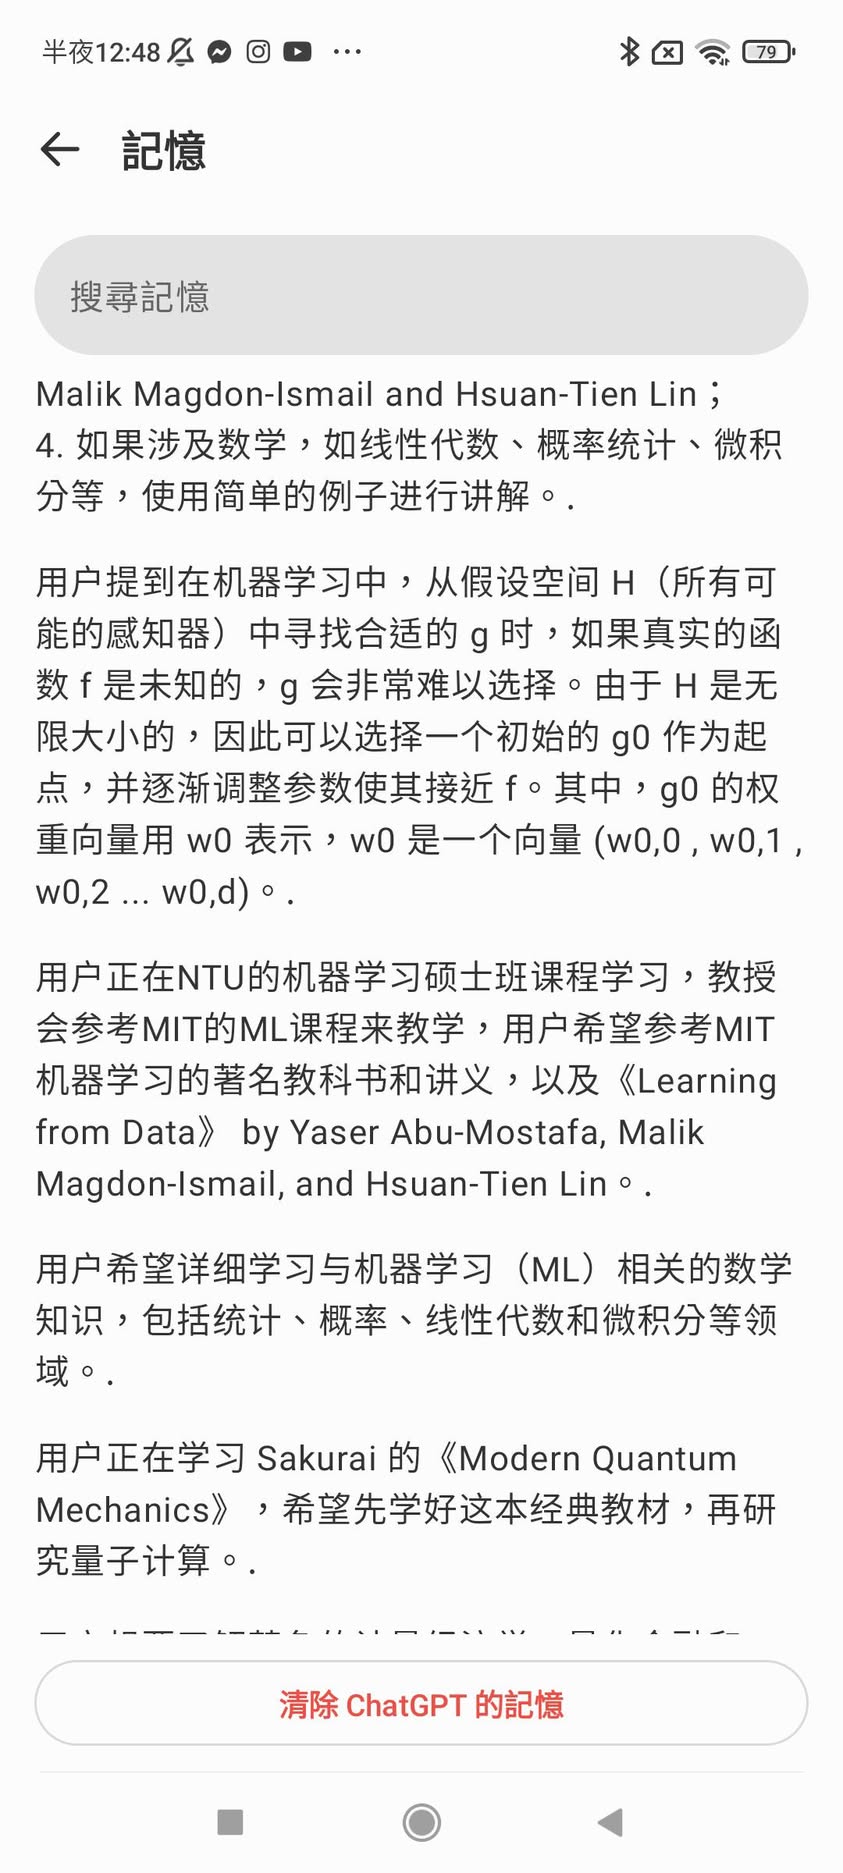 半夜12:48
79
記憶
搜尋記憶
Malik Magdon-Ismail and Hsuan-Tien Lin；
4. 如果涉及数学，如线性代数、概率统计、微积
分等，使用简单的例子进行讲解。.
用户提到在机器学习中，从假设空间 H（所有可
能的感知器）中寻找合适的 g 时，如果真实的函
数 f 是未知的，g 会非常难以选择。由于 H 是无
限大小的，因此可以选择一个初始的 g0 作为起
点，并逐渐调整参数使其接近 f。其中，g0 的权
重向量用 w0 表示，w0 是一个向量 (w0,0 , w0,1 ,
w0,2 ... w0,d)。.
用户正在NTU的机器学习硕士班课程学习，教授
会参考MIT的ML课程来教学，用户希望参考MIT
机器学习的著名教科书和讲义，以及《Learning
from Data》 by Yaser Abu-Mostafa, Malik
Magdon-Ismail, and Hsuan-Tien Lin。.
用户希望详细学习与机器学习（ML）相关的数学
知识，包括统计、概率、线性代数和微积分等领
域。.
用户正在学习 Sakurai 的《Modern Quantum
Mechanics》，希望先学好这本经典教材，再研
究量子计算。.
清除 ChatGPT 的記憶